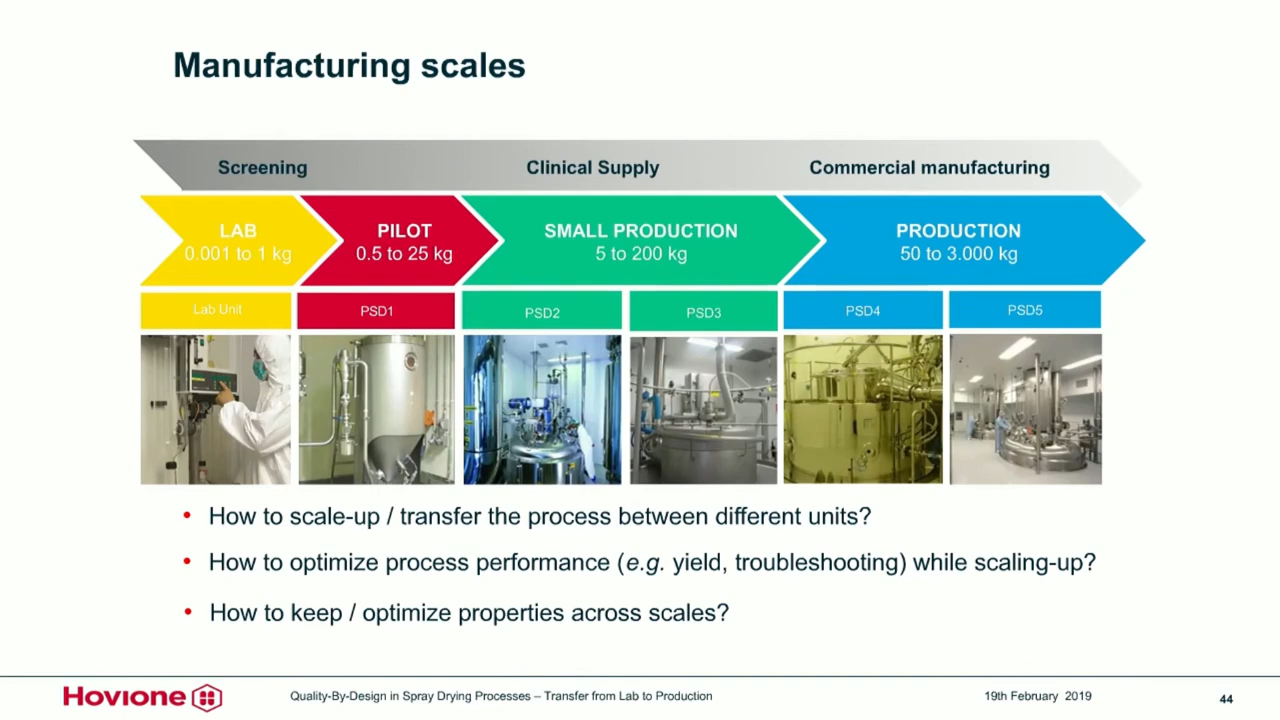 Manufacturing scales
Screening
Clinical Supply
Commercial manufacturing
LAB
0.001 to 1 kg
PILOT
0.5 to 25 kg
SMALL PRODUCTION
5 to 200 kg
PRODUCTION
50 to 3.000 kg
Lab Unit
PSD1
PSD2
PSD3
PSD4
PSD5
• How to scale-up / transfer the process between different units?
• How to optimize process performance (e.g. yield, troubleshooting) while scaling-up?
• How to keep / optimize properties across scales?
Hovione
Quality-By-Design in Spray Drying Processes – Transfer from Lab to Production
19th February 2019
44